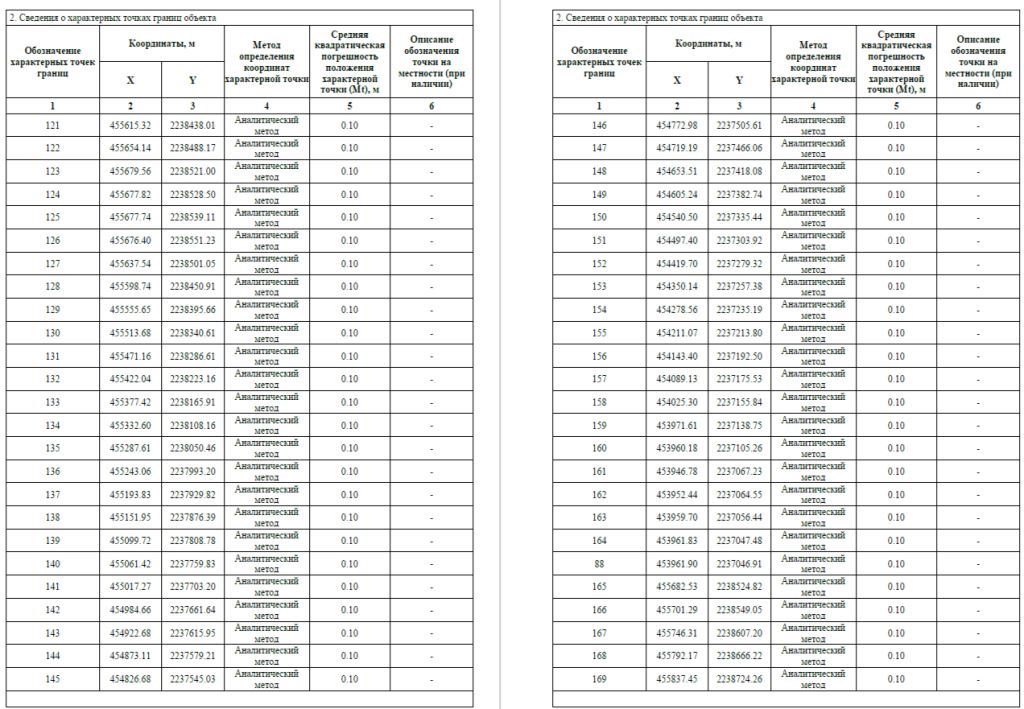 2. Сведения о характерных точках границ объекта
Обозначение характерных точек границ | Координаты, м | Метод определения координат характерной точки | Средняя квадратическая погрешность положения характерной точки (Mt), м | Описание обозначения точки на местности (при наличии)
X | Y
1 | 2 | 3 | 4 | 5 | 6
121 | 455615.32 | 2238438.01 | Аналитический метод | 0.10 | -
122 | 455654.14 | 2238488.17 | Аналитический метод | 0.10 | -
123 | 455679.56 | 2238521.00 | Аналитический метод | 0.10 | -
124 | 455677.82 | 2238528.50 | Аналитический метод | 0.10 | -
125 | 455677.74 | 2238539.11 | Аналитический метод | 0.10 | -
126 | 455676.40 | 2238551.23 | Аналитический метод | 0.10 | -
127 | 455637.54 | 2238501.05 | Аналитический метод | 0.10 | -
128 | 455598.74 | 2238450.91 | Аналитический метод | 0.10 | -
129 | 455555.65 | 2238395.66 | Аналитический метод | 0.10 | -
130 | 455513.68 | 2238340.61 | Аналитический метод | 0.10 | -
131 | 455471.16 | 2238286.61 | Аналитический метод | 0.10 | -
132 | 455422.04 | 2238223.16 | Аналитический метод | 0.10 | -
133 | 455377.42 | 2238165.91 | Аналитический метод | 0.10 | -
134 | 455332.60 | 2238108.16 | Аналитический метод | 0.10 | -
135 | 455287.61 | 2238050.46 | Аналитический метод | 0.10 | -
136 | 455243.06 | 2237993.20 | Аналитический метод | 0.10 | -
137 | 455193.83 | 2237929.82 | Аналитический метод | 0.10 | -
138 | 455151.95 | 2237876.39 | Аналитический метод | 0.10 | -
139 | 455099.72 | 2237808.78 | Аналитический метод | 0.10 | -
140 | 455061.42 | 2237759.83 | Аналитический метод | 0.10 | -
141 | 455017.27 | 2237703.20 | Аналитический метод | 0.10 | -
142 | 454984.66 | 2237661.64 | Аналитический метод | 0.10 | -
143 | 454922.68 | 2237615.95 | Аналитический метод | 0.10 | -
144 | 454873.11 | 2237579.21 | Аналитический метод | 0.10 | -
145 | 454826.68 | 2237545.03 | Аналитический метод | 0.10 | -
2. Сведения о характерных точках границ объекта
Обозначение характерных точек границ | Координаты, м | Метод определения координат характерной точки | Средняя квадратическая погрешность положения характерной точки (Mt), м | Описание обозначения точки на местности (при наличии)
X | Y
1 | 2 | 3 | 4 | 5 | 6
146 | 454772.98 | 2237505.61 | Аналитический метод | 0.10 | -
147 | 454719.19 | 2237466.06 | Аналитический метод | 0.10 | -
148 | 454653.51 | 2237418.08 | Аналитический метод | 0.10 | -
149 | 454605.24 | 2237382.74 | Аналитический метод | 0.10 | -
150 | 454540.50 | 2237335.44 | Аналитический метод | 0.10 | -
151 | 454497.40 | 2237303.92 | Аналитический метод | 0.10 | -
152 | 454419.70 | 2237279.32 | Аналитический метод | 0.10 | -
153 | 454350.14 | 2237257.38 | Аналитический метод | 0.10 | -
154 | 454278.56 | 2237235.19 | Аналитический метод | 0.10 | -
155 | 454211.07 | 2237213.80 | Аналитический метод | 0.10 | -
156 | 454143.40 | 2237192.50 | Аналитический метод | 0.10 | -
157 | 454089.13 | 2237175.53 | Аналитический метод | 0.10 | -
158 | 454025.30 | 2237155.84 | Аналитический метод | 0.10 | -
159 | 453971.61 | 2237138.75 | Аналитический метод | 0.10 | -
160 | 453960.18 | 2237105.26 | Аналитический метод | 0.10 | -
161 | 453946.78 | 2237067.23 | Аналитический метод | 0.10 | -
162 | 453952.44 | 2237064.55 | Аналитический метод | 0.10 | -
163 | 453959.70 | 2237056.44 | Аналитический метод | 0.10 | -
164 | 453961.83 | 2237047.48 | Аналитический метод | 0.10 | -
88 | 453961.90 | 2237046.91 | Аналитический метод | 0.10 | -
165 | 455682.53 | 2238524.82 | Аналитический метод | 0.10 | -
166 | 455701.29 | 2238549.05 | Аналитический метод | 0.10 | -
167 | 455746.31 | 2238607.20 | Аналитический метод | 0.10 | -
168 | 455792.17 | 2238666.22 | Аналитический метод | 0.10 | -
169 | 455837.45 | 2238724.26 | Аналитический метод | 0.10 | -